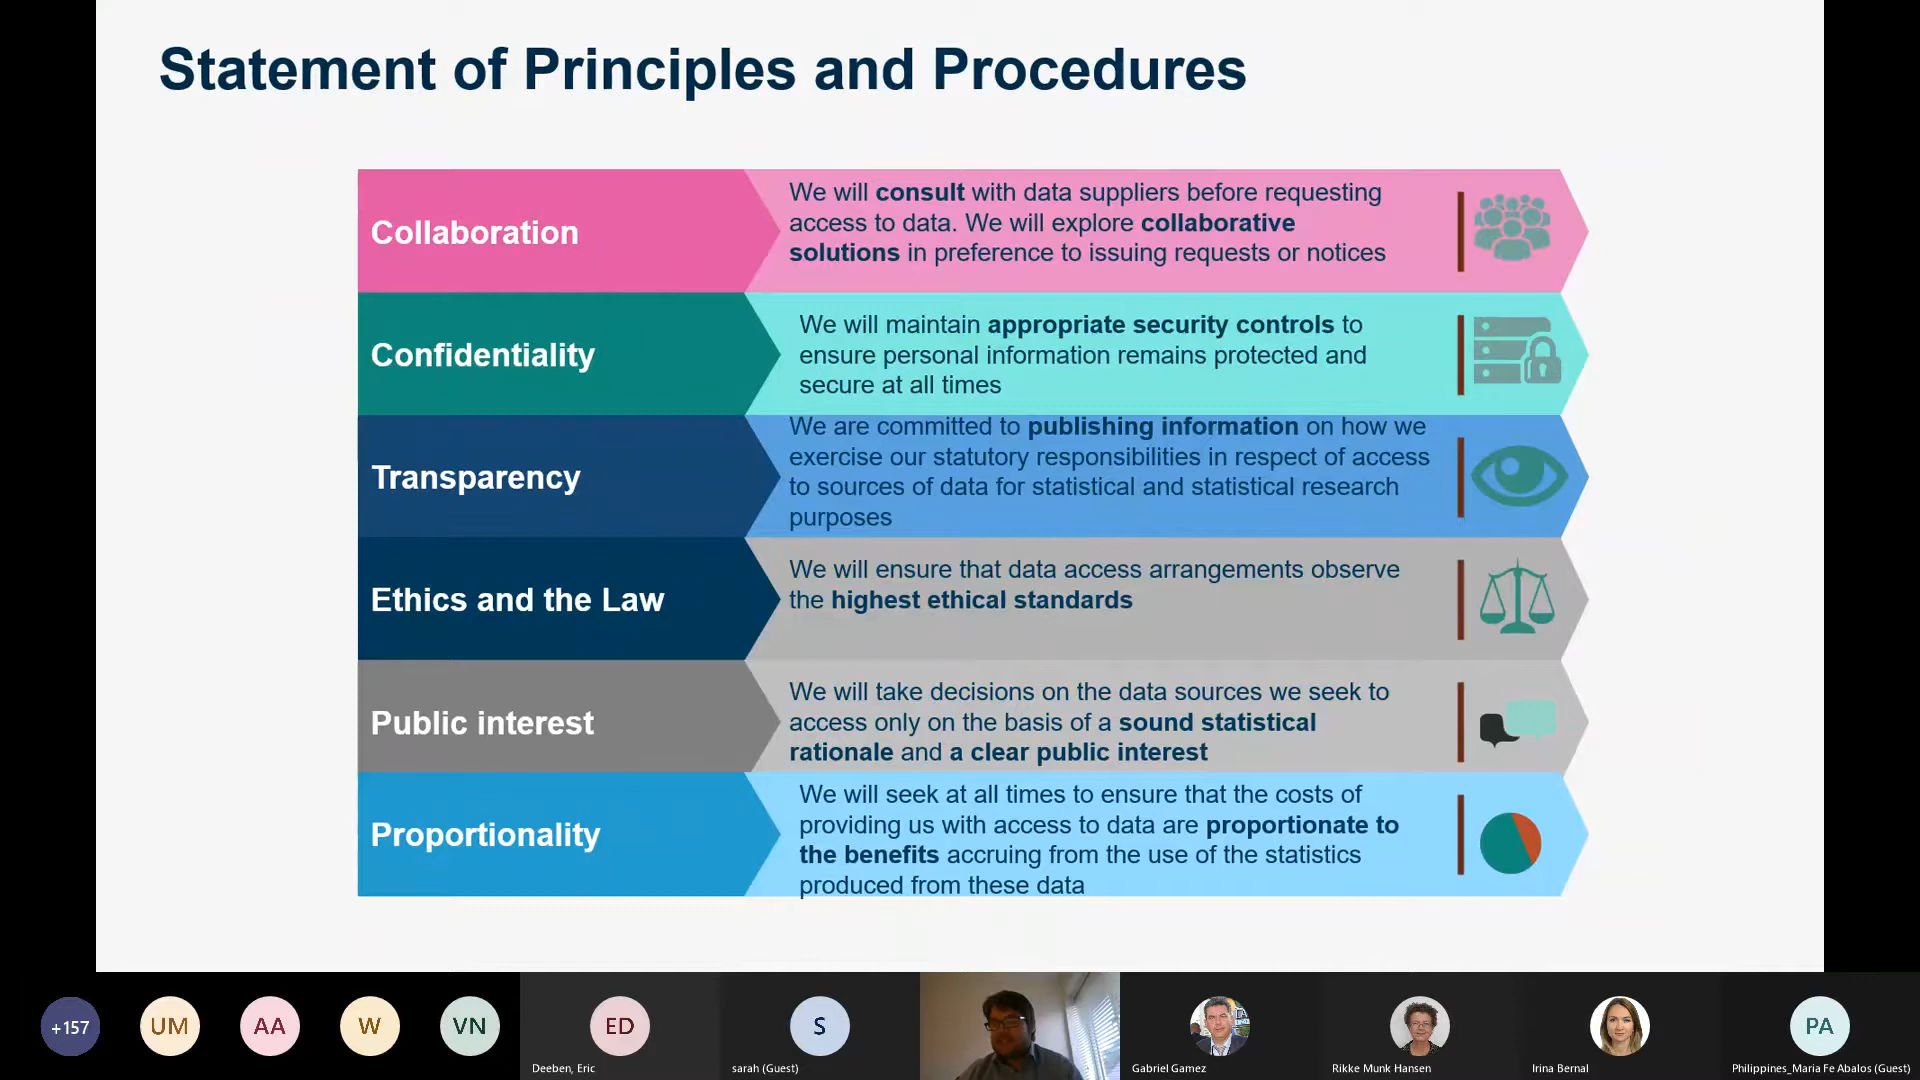 Statement of Principles and Procedures
Collaboration
We will consult with data suppliers before requesting
access to data. We will explore collaborative
solutions in preference to issuing requests or notices
Confidentiality
We will maintain appropriate security controls to
ensure personal information remains protected and
secure at all times
Transparency
We are committed to publishing information on how we
exercise our statutory responsibilities in respect of access
to sources of data for statistical and statistical research
purposes
Ethics and the Law
We will ensure that data access arrangements observe
the highest ethical standards
Public interest
We will take decisions on the data sources we seek to
access only on the basis of a sound statistical
rationale and a clear public interest
Proportionality
We will seek at all times to ensure that the costs of
providing us with access to data are proportionate to
the benefits accruing from the use of the statistics
produced from these data
+157
UM
AA
W
VN
ED
S
PA
Deeben, Eric
sarah (Guest)
Gabriel Gamez
Rikke Munk Hansen
Irina Bernal
Philippines_Maria Fe Abalos (Guest)